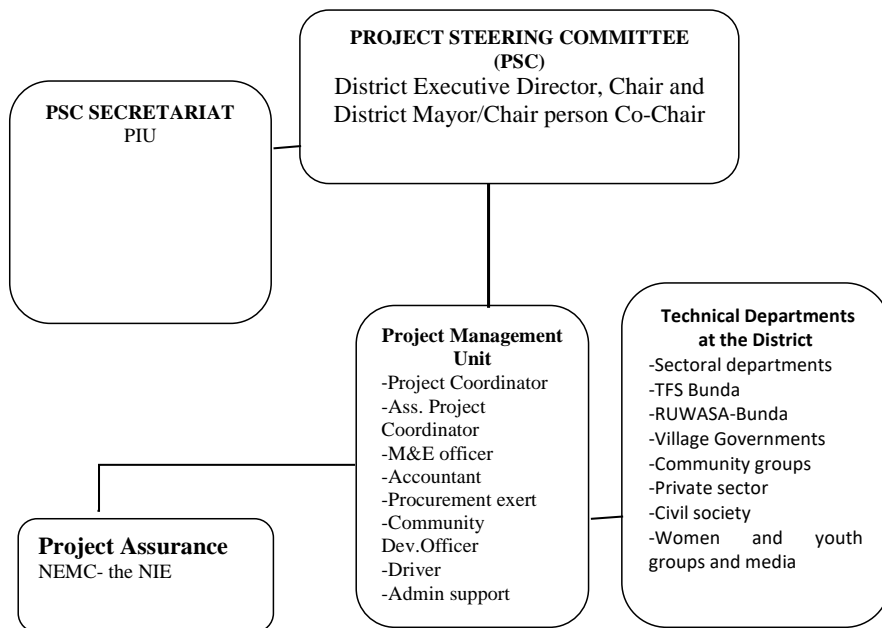 PROJECT STEERING COMMITTEE
(PSC)
District Executive Director, Chair and
District Mayor/Chair person Co-Chair
PSC SECRETARIAT
PIU
Project Management
Unit
-Project Coordinator
-Ass. Project
Coordinator
-M&E officer
-Accountant
-Procurement exert
-Community
Dev.Officer
-Driver
-Admin support
Technical Departments
at the District
-Sectoral departments
-TFS Bunda
-RUWASA-Bunda
-Village Governments
-Community groups
-Private sector
-Civil society
-Women and youth
groups and media
Project Assurance
NEMC- the NIE